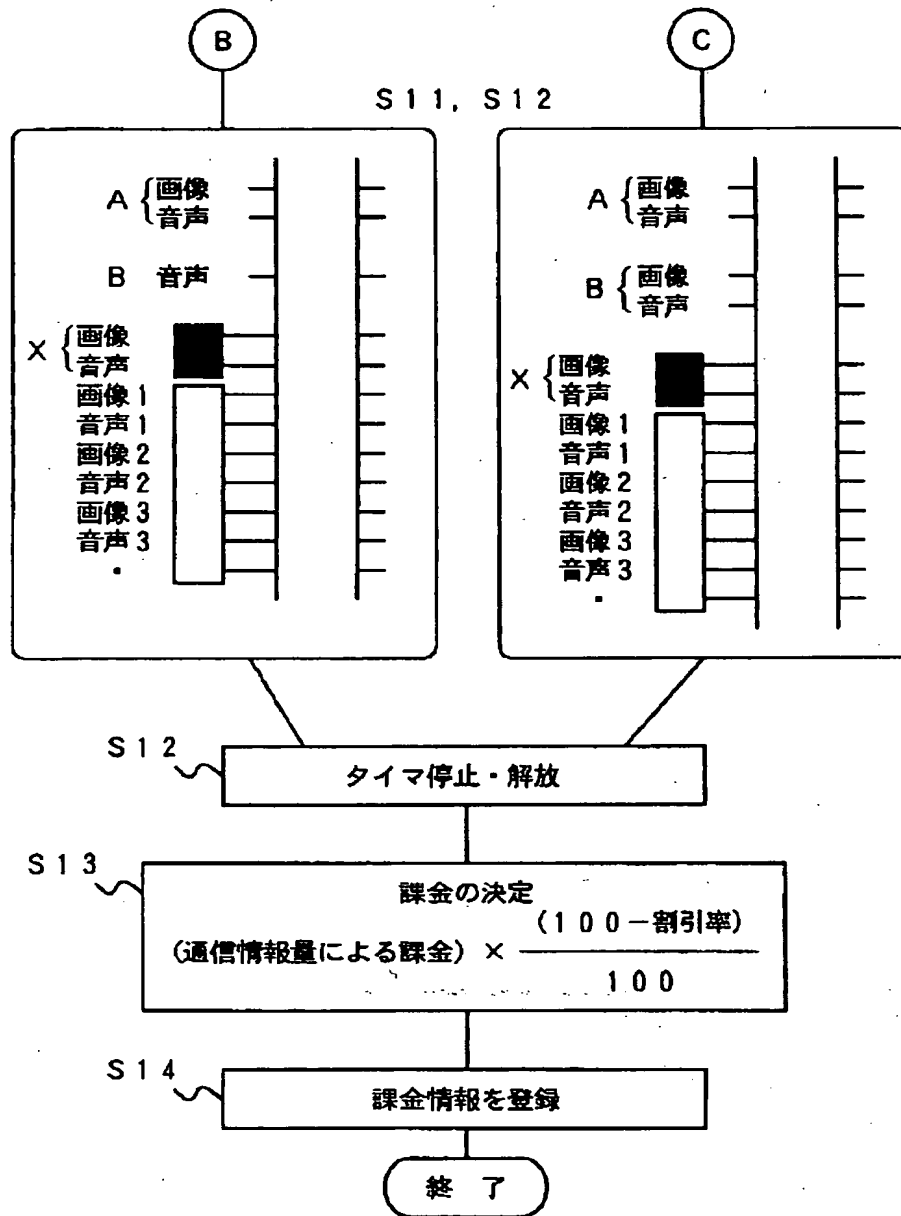 B
C
S11, S12
A { 画像
音声
B 音声
X { 画像
音声
画像1
音声1
画像2
音声2
画像3
音声3
・
A { 画像
音声
B { 画像
音声
X { 画像
音声
画像1
音声1
画像2
音声2
画像3
音声3
・
S12
タイマ停止・解放
S13
課金の決定
(通信情報量による課金) × (100-割引率)
100
S14
課金情報を登録
終 了